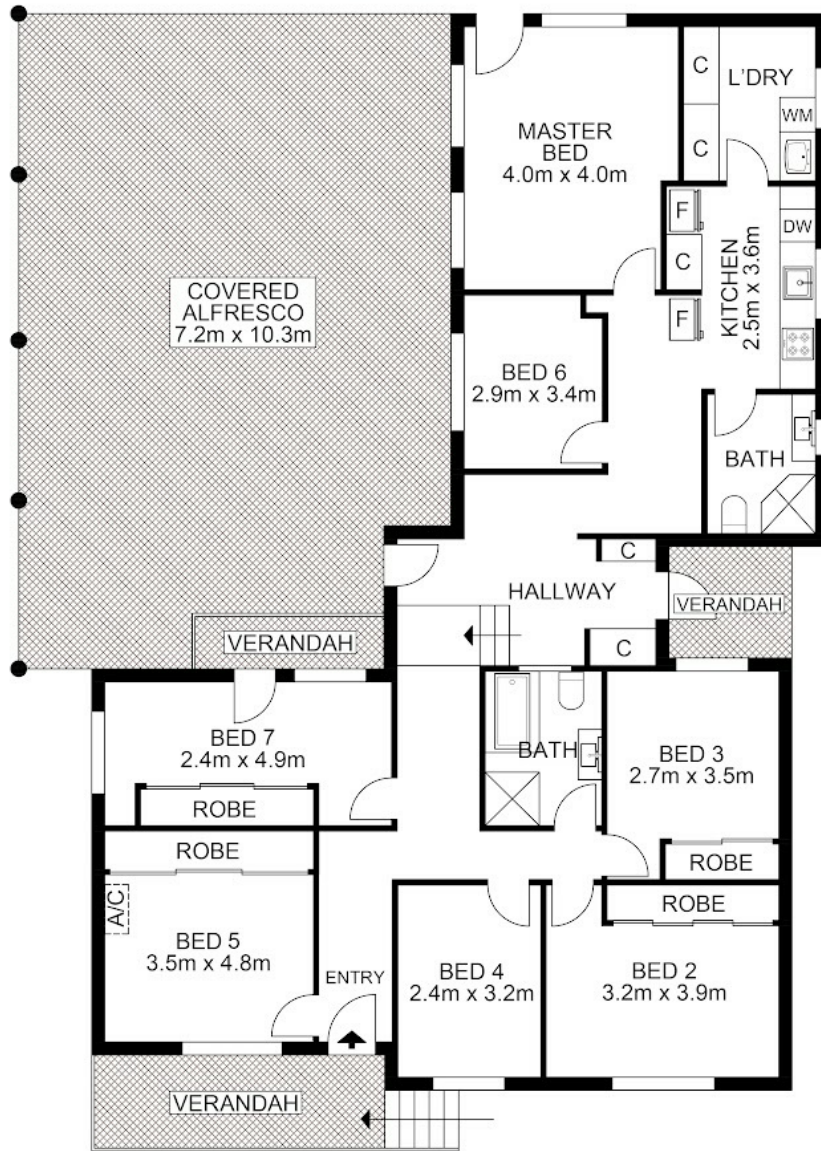 C
L'DRY
WM
C
MASTER
BED
4.0m x 4.0m
F
DW
C
KITCHEN
2.5m x 3.6m
F
COVERED
ALFRESCO
7.2m x 10.3m
BED 6
2.9m x 3.4m
BATH
C
HALLWAY
VERANDAH
C
VERANDAH
BED 7
2.4m x 4.9m
ROBE
BATH
BED 3
2.7m x 3.5m
ROBE
ROBE
A/C
BED 5
3.5m x 4.8m
ENTRY
BED 4
2.4m x 3.2m
ROBE
BED 2
3.2m x 3.9m
VERANDAH